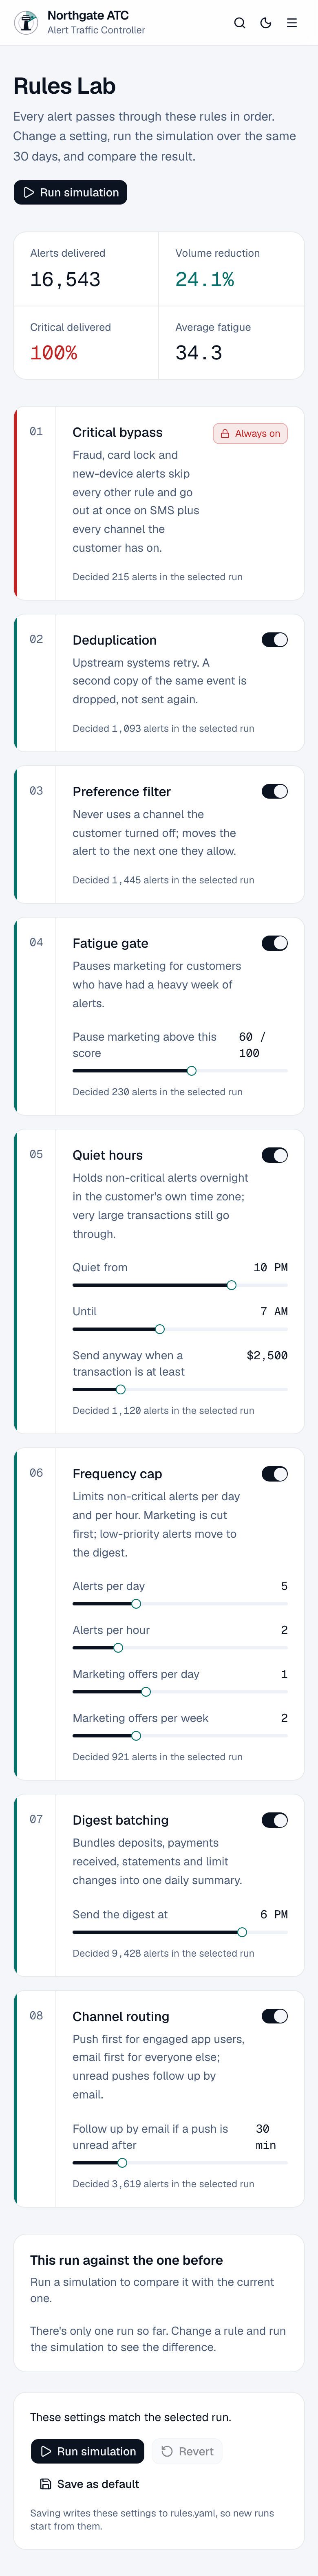 Northgate ATC
Alert Traffic Controller
Rules Lab
Every alert passes through these rules in order.
Change a setting, run the simulation over the same
30 days, and compare the result.
Run simulation
Alerts delivered
16,543
Volume reduction
24.1%
Critical delivered
100%
Average fatigue
34.3
01
Critical bypass
Always on
Fraud, card lock and
new-device alerts skip
every other rule and go
out at once on SMS plus
every channel the
customer has on.
Decided 215 alerts in the selected run
02
Deduplication
Upstream systems retry. A
second copy of the same event is
dropped, not sent again.
Decided 1,093 alerts in the selected run
03
Preference filter
Never uses a channel the
customer turned off; moves the
alert to the next one they allow.
Decided 1,445 alerts in the selected run
04
Fatigue gate
Pauses marketing for customers
who have had a heavy week of
alerts.
Pause marketing above this
score
60 /
100
Decided 230 alerts in the selected run
05
Quiet hours
Holds non-critical alerts overnight
in the customer's own time zone;
very large transactions still go
through.
Quiet from
10 PM
Until
7 AM
Send anyway when a
transaction is at least
$2,500
Decided 1,120 alerts in the selected run
06
Frequency cap
Limits non-critical alerts per day
and per hour. Marketing is cut
first; low-priority alerts move to
the digest.
Alerts per day
5
Alerts per hour
2
Marketing offers per day
1
Marketing offers per week
2
Decided 921 alerts in the selected run
07
Digest batching
Bundles deposits, payments
received, statements and limit
changes into one daily summary.
Send the digest at
6 PM
Decided 9,428 alerts in the selected run
08
Channel routing
Push first for engaged app users,
email first for everyone else;
unread pushes follow up by
email.
Follow up by email if a push is
unread after
30
min
Decided 3,619 alerts in the selected run
This run against the one before
Run a simulation to compare it with the current
one.
There's only one run so far. Change a rule and run
the simulation to see the difference.
These settings match the selected run.
Run simulation
Revert
Save as default
Saving writes these settings to rules.yaml, so new runs
start from them.